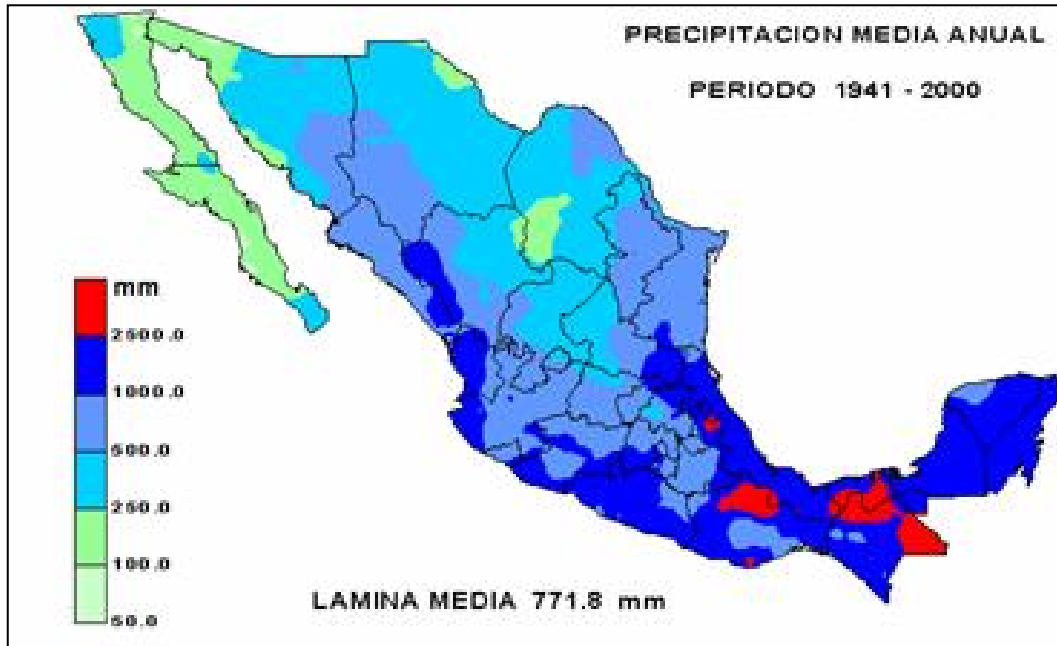 PRECIPITACION MEDIA ANUAL
PERIODO 1941 - 2000
mm
2500.0
1000.0
500.0
250.0
100.0
50.0
LAMINA MEDIA 771.8 mm